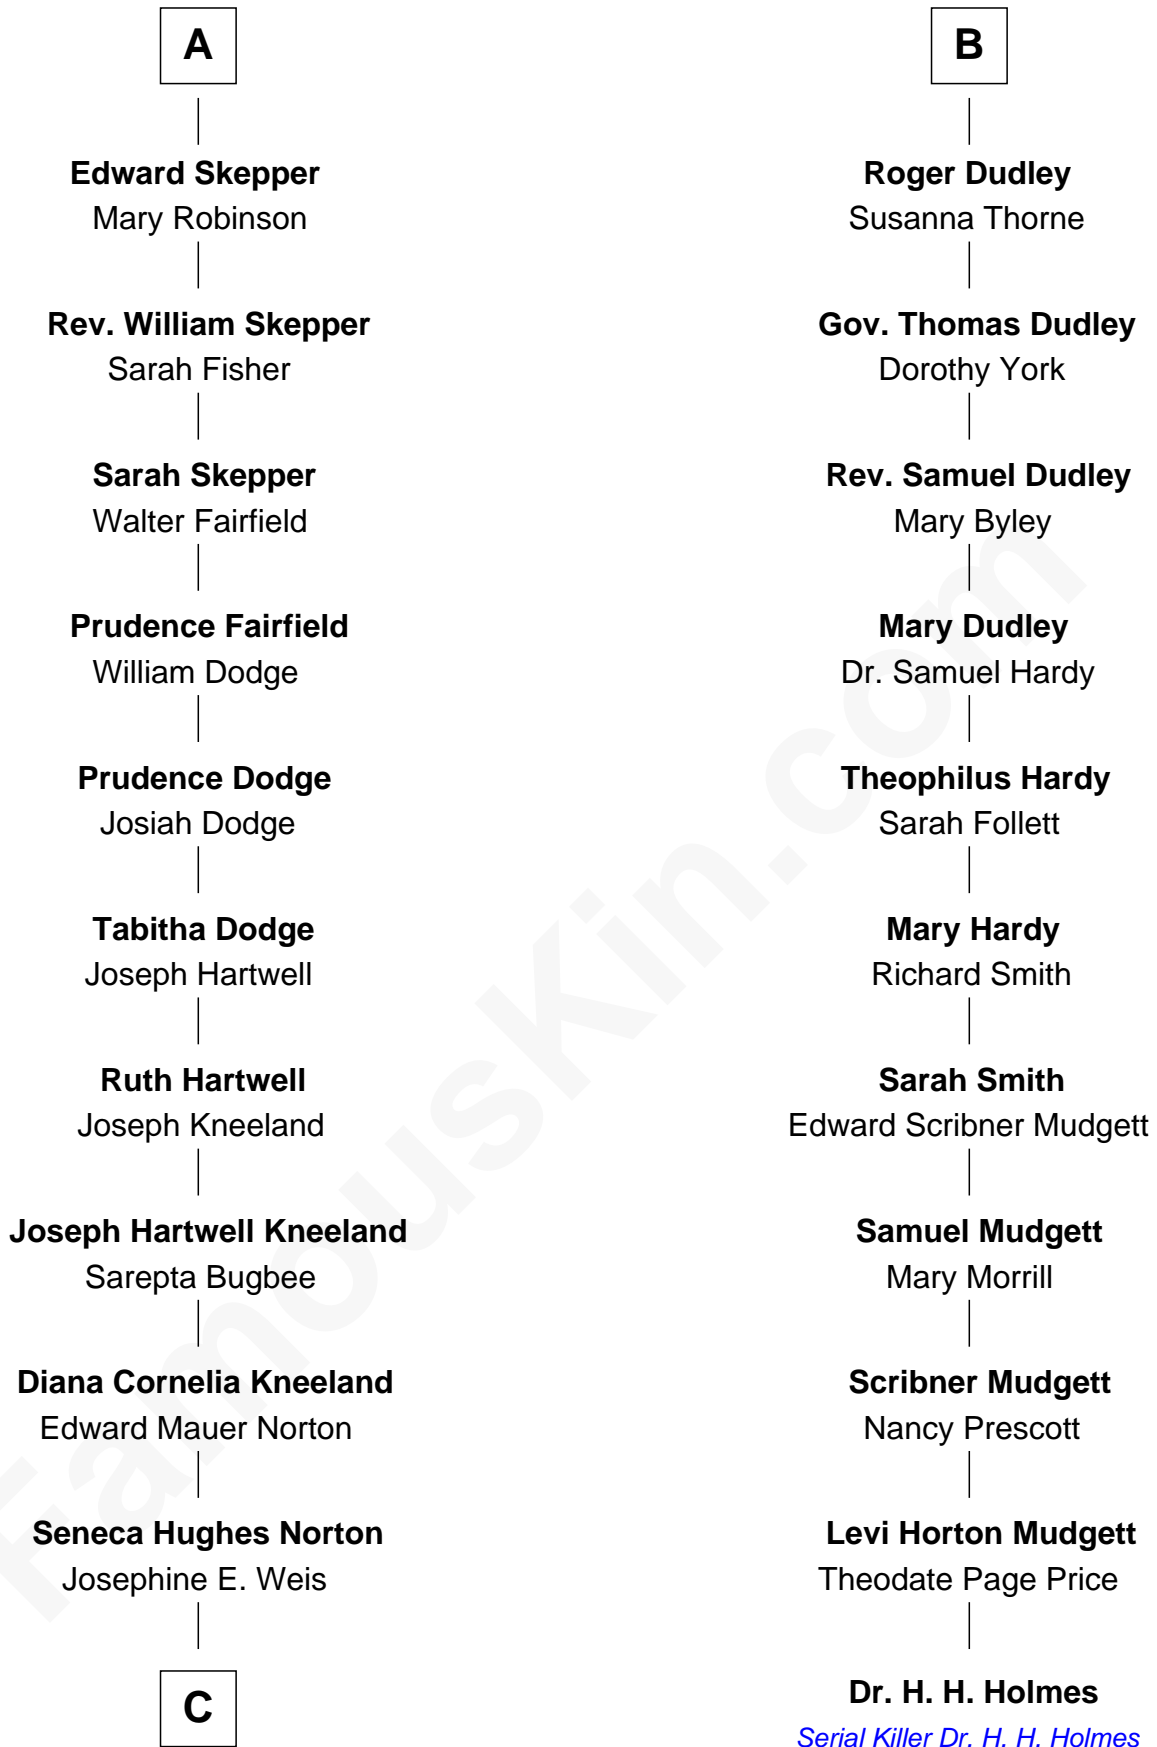 A
Edward Skepper
Mary Robinson
Rev. William Skepper
Sarah Fisher
Sarah Skepper
Walter Fairfield
Prudence Fairfield
William Dodge
Prudence Dodge
Josiah Dodge
Tabitha Dodge
Joseph Hartwell
Ruth Hartwell
Joseph Kneeland
Joseph Hartwell Kneeland
Sarepta Bugbee
Diana Cornelia Kneeland
Edward Mauer Norton
Seneca Hughes Norton
Josephine E. Weis
C
B
Roger Dudley
Susanna Thorne
Gov. Thomas Dudley
Dorothy York
Rev. Samuel Dudley
Mary Byley
Mary Dudley
Dr. Samuel Hardy
Theophilus Hardy
Sarah Follett
Mary Hardy
Richard Smith
Sarah Smith
Edward Scribner Mudgett
Samuel Mudgett
Mary Morrill
Scribner Mudgett
Nancy Prescott
Levi Horton Mudgett
Theodate Page Price
Dr. H. H. Holmes
Serial Killer Dr. H. H. Holmes
FamousKin.com